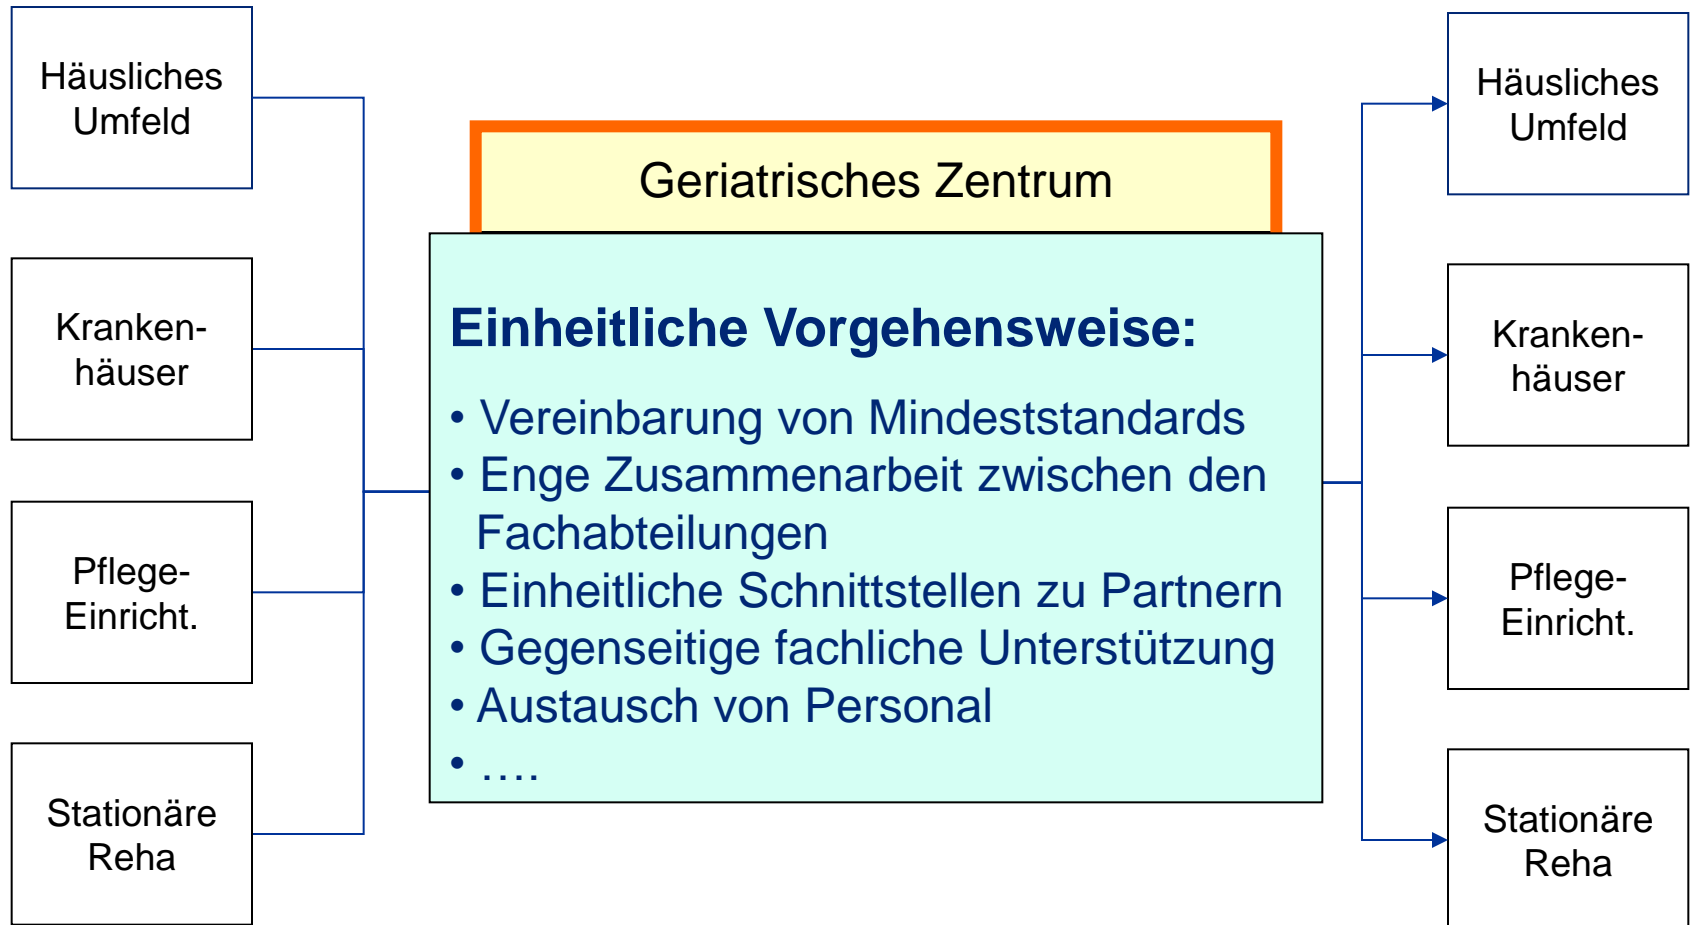 Häusliches
Umfeld
Kranken-
häuser
Pflege-
Einricht.
Stationäre
Reha
Geriatrisches Zentrum
Einheitliche Vorgehensweise:
• Vereinbarung von Mindeststandards
• Enge Zusammenarbeit zwischen den
Fachabteilungen
• Einheitliche Schnittstellen zu Partnern
• Gegenseitige fachliche Unterstützung
• Austausch von Personal
• ….
Häusliches
Umfeld
Kranken-
häuser
Pflege-
Einricht.
Stationäre
Reha